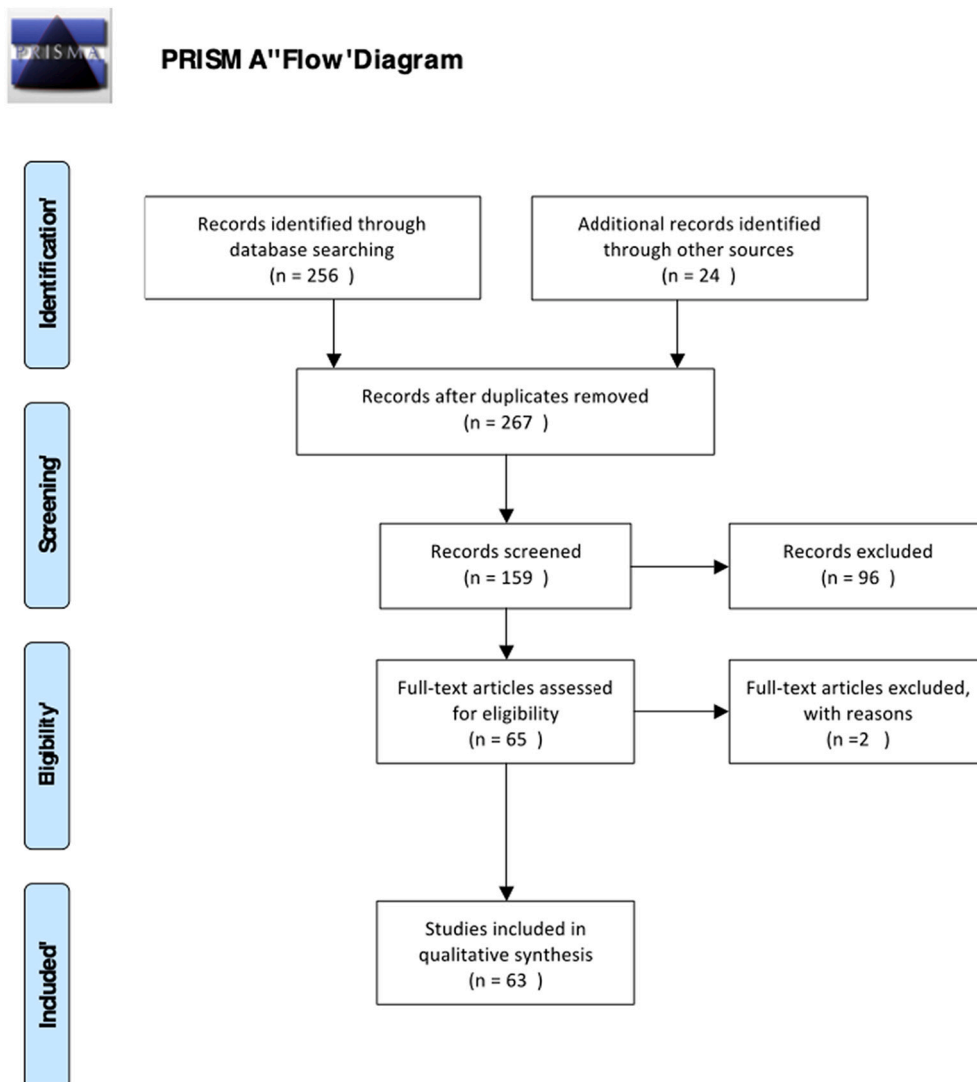 PRISMA
PRISM A"Flow'Diagram
Identification'
Records identified through
database searching
(n = 256 )
Additional records identified
through other sources
(n = 24 )
Records after duplicates removed
(n = 267 )
Screening'
Records screened
(n = 159 )
Records excluded
(n = 96 )
Eligibility'
Full-text articles assessed
for eligibility
(n = 65 )
Full-text articles excluded,
with reasons
(n =2 )
Included'
Studies included in
qualitative synthesis
(n = 63 )